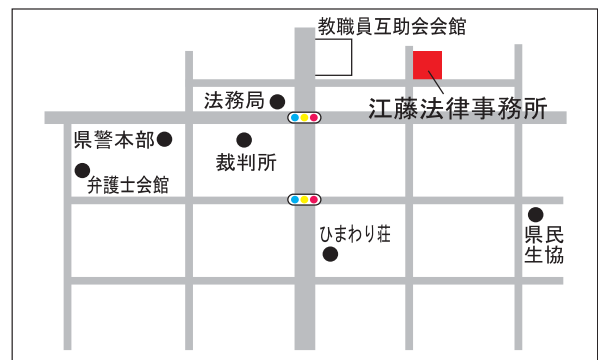 教職員互助会会館
法務局
江藤法律事務所
県警本部
裁判所
弁護士会館
ひまわり荘
県民
生協